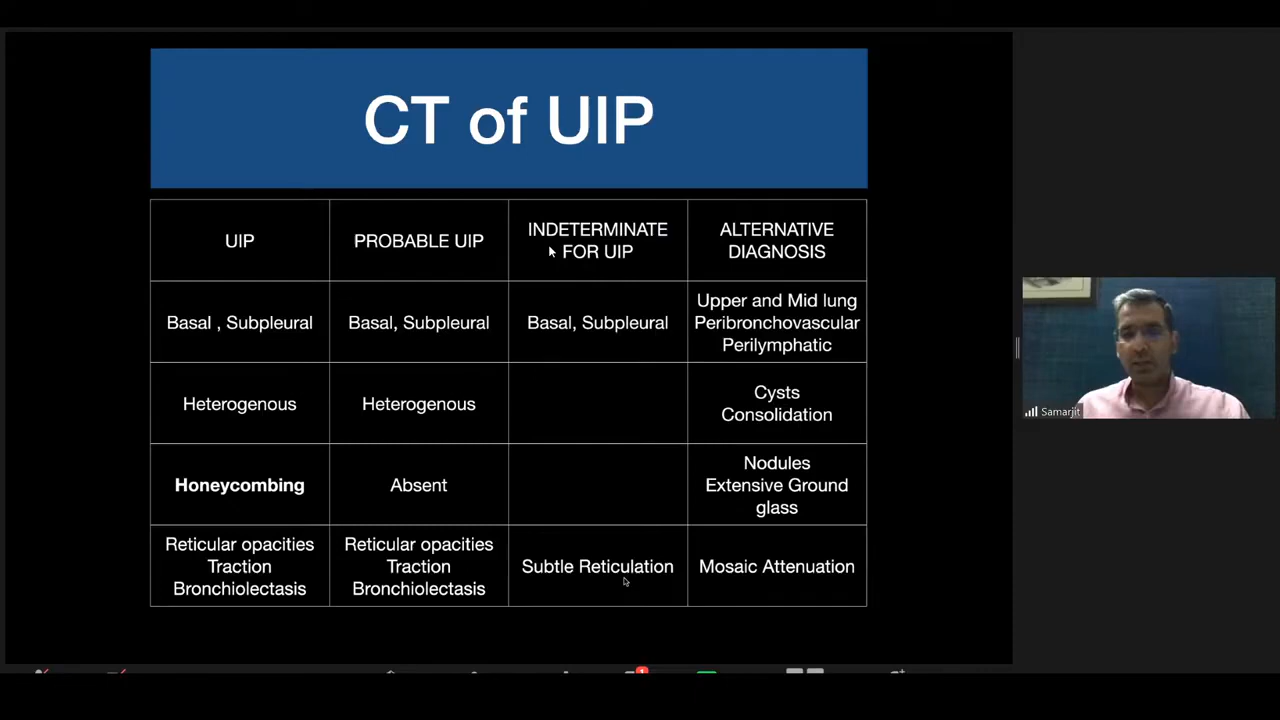 CT of UIP
UIP
PROBABLE UIP
INDETERMINATE
FOR UIP
ALTERNATIVE
DIAGNOSIS
Basal , Subpleural
Basal, Subpleural
Basal, Subpleural
Upper and Mid lung
Peribronchovascular
Perilymphatic
Heterogenous
Heterogenous
Cysts
Consolidation
Honeycombing
Absent
Nodules
Extensive Ground
glass
Reticular opacities
Traction
Bronchiolectasis
Reticular opacities
Traction
Bronchiolectasis
Subtle Reticulation
Mosaic Attenuation
Samarjit